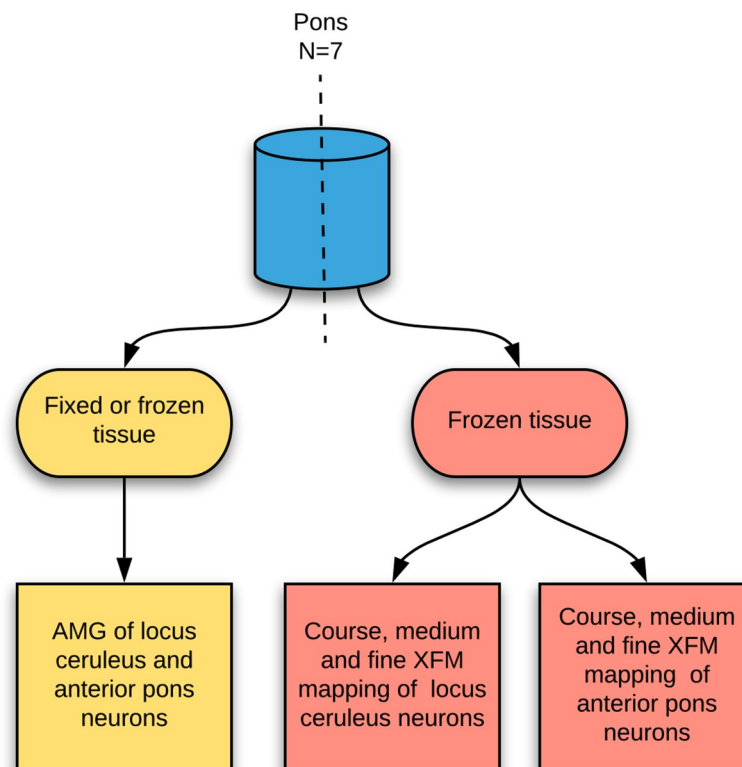 Pons
N=7
Fixed or frozen
tissue
Frozen tissue
AMG of locus
ceruleus and
anterior pons
neurons
Course, medium
and fine XFM
mapping of locus
ceruleus neurons
Course, medium
and fine XFM
mapping of
anterior pons
neurons